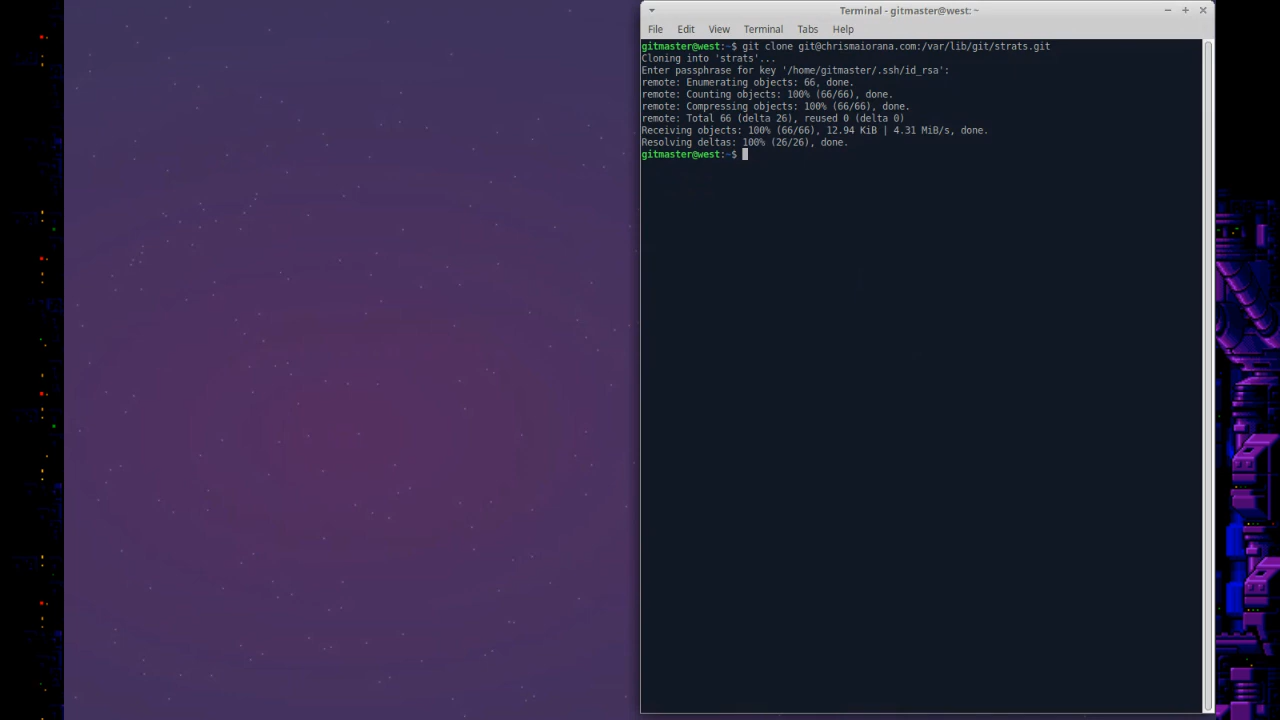 Terminal - gitmaster@west: ~
File Edit View Terminal Tabs Help
gitmaster@west:~$ git clone git@chrismaiorana.com:/var/lib/git/strats.git
Cloning into 'strats'...
Enter passphrase for key '/home/gitmaster/.ssh/id_rsa':
remote: Enumerating objects: 66, done.
remote: Counting objects: 100% (66/66), done.
remote: Compressing objects: 100% (66/66), done.
remote: Total 66 (delta 26), reused 0 (delta 0)
Receiving objects: 100% (66/66), 12.94 KiB | 4.31 MiB/s, done.
Resolving deltas: 100% (26/26), done.
gitmaster@west:~$